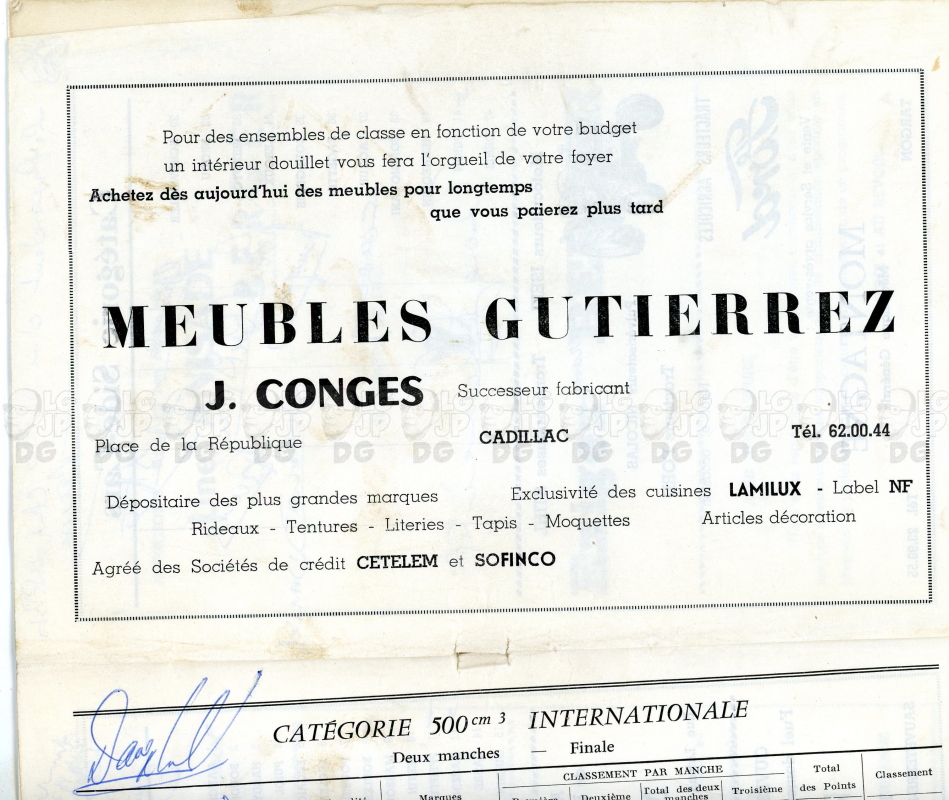 Pour des ensembles de classe en fonction de votre budget
un intérieur douillet vous fera l'orgueil de votre foyer
Achetez dès aujourd'hui des meubles pour longtemps
que vous paierez plus tard
MEUBLES GUTIERREZ
J. CONGES Successeur fabricant
Place de la République CADILLAC Tél. 62.00.44
Dépositaire des plus grandes marques Exclusivité des cuisines LAMILUX - Label NF
Rideaux - Tentures - Literies - Tapis - Moquettes Articles décoration
Agréé des Sociétés de crédit CETELEM et SOFINCO
CATÉGORIE 500 cm 3 INTERNATIONALE
Deux manches — Finale
CLASSEMENT PAR MANCHE
Total des Points
Classement
Marques
Deuxième
Total des deux manches
Troisième